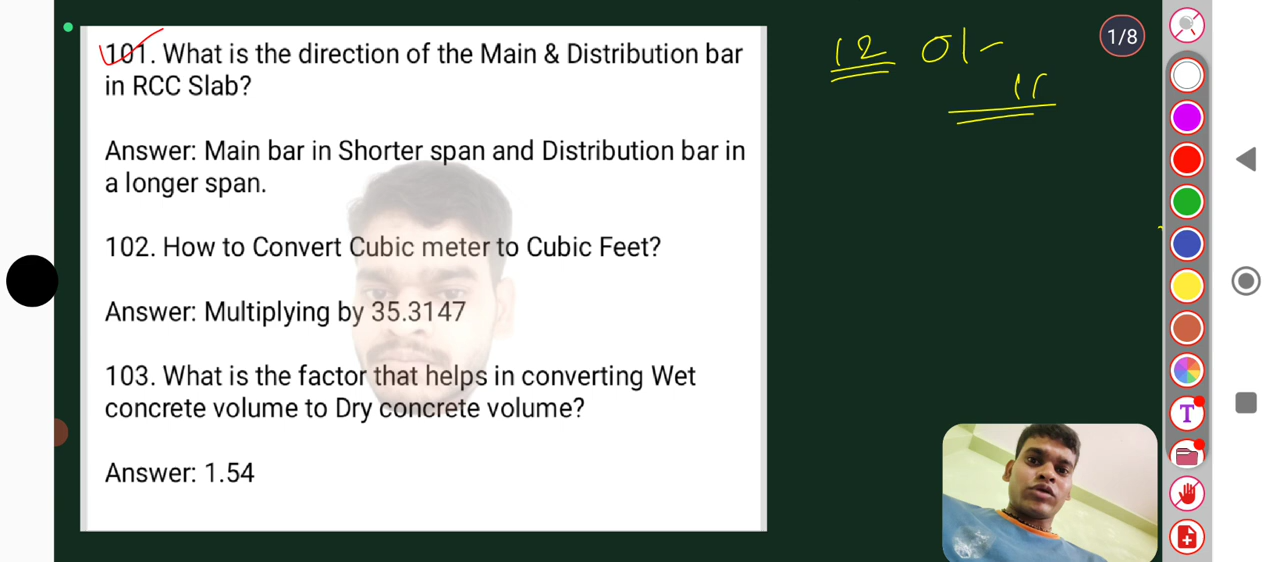 101. What is the direction of the Main & Distribution bar
in RCC Slab?
Answer: Main bar in Shorter span and Distribution bar in
a longer span.
102. How to Convert Cubic meter to Cubic Feet?
Answer: Multiplying by 35.3147
103. What is the factor that helps in converting Wet
concrete volume to Dry concrete volume?
Answer: 1.54
12
1/8
T